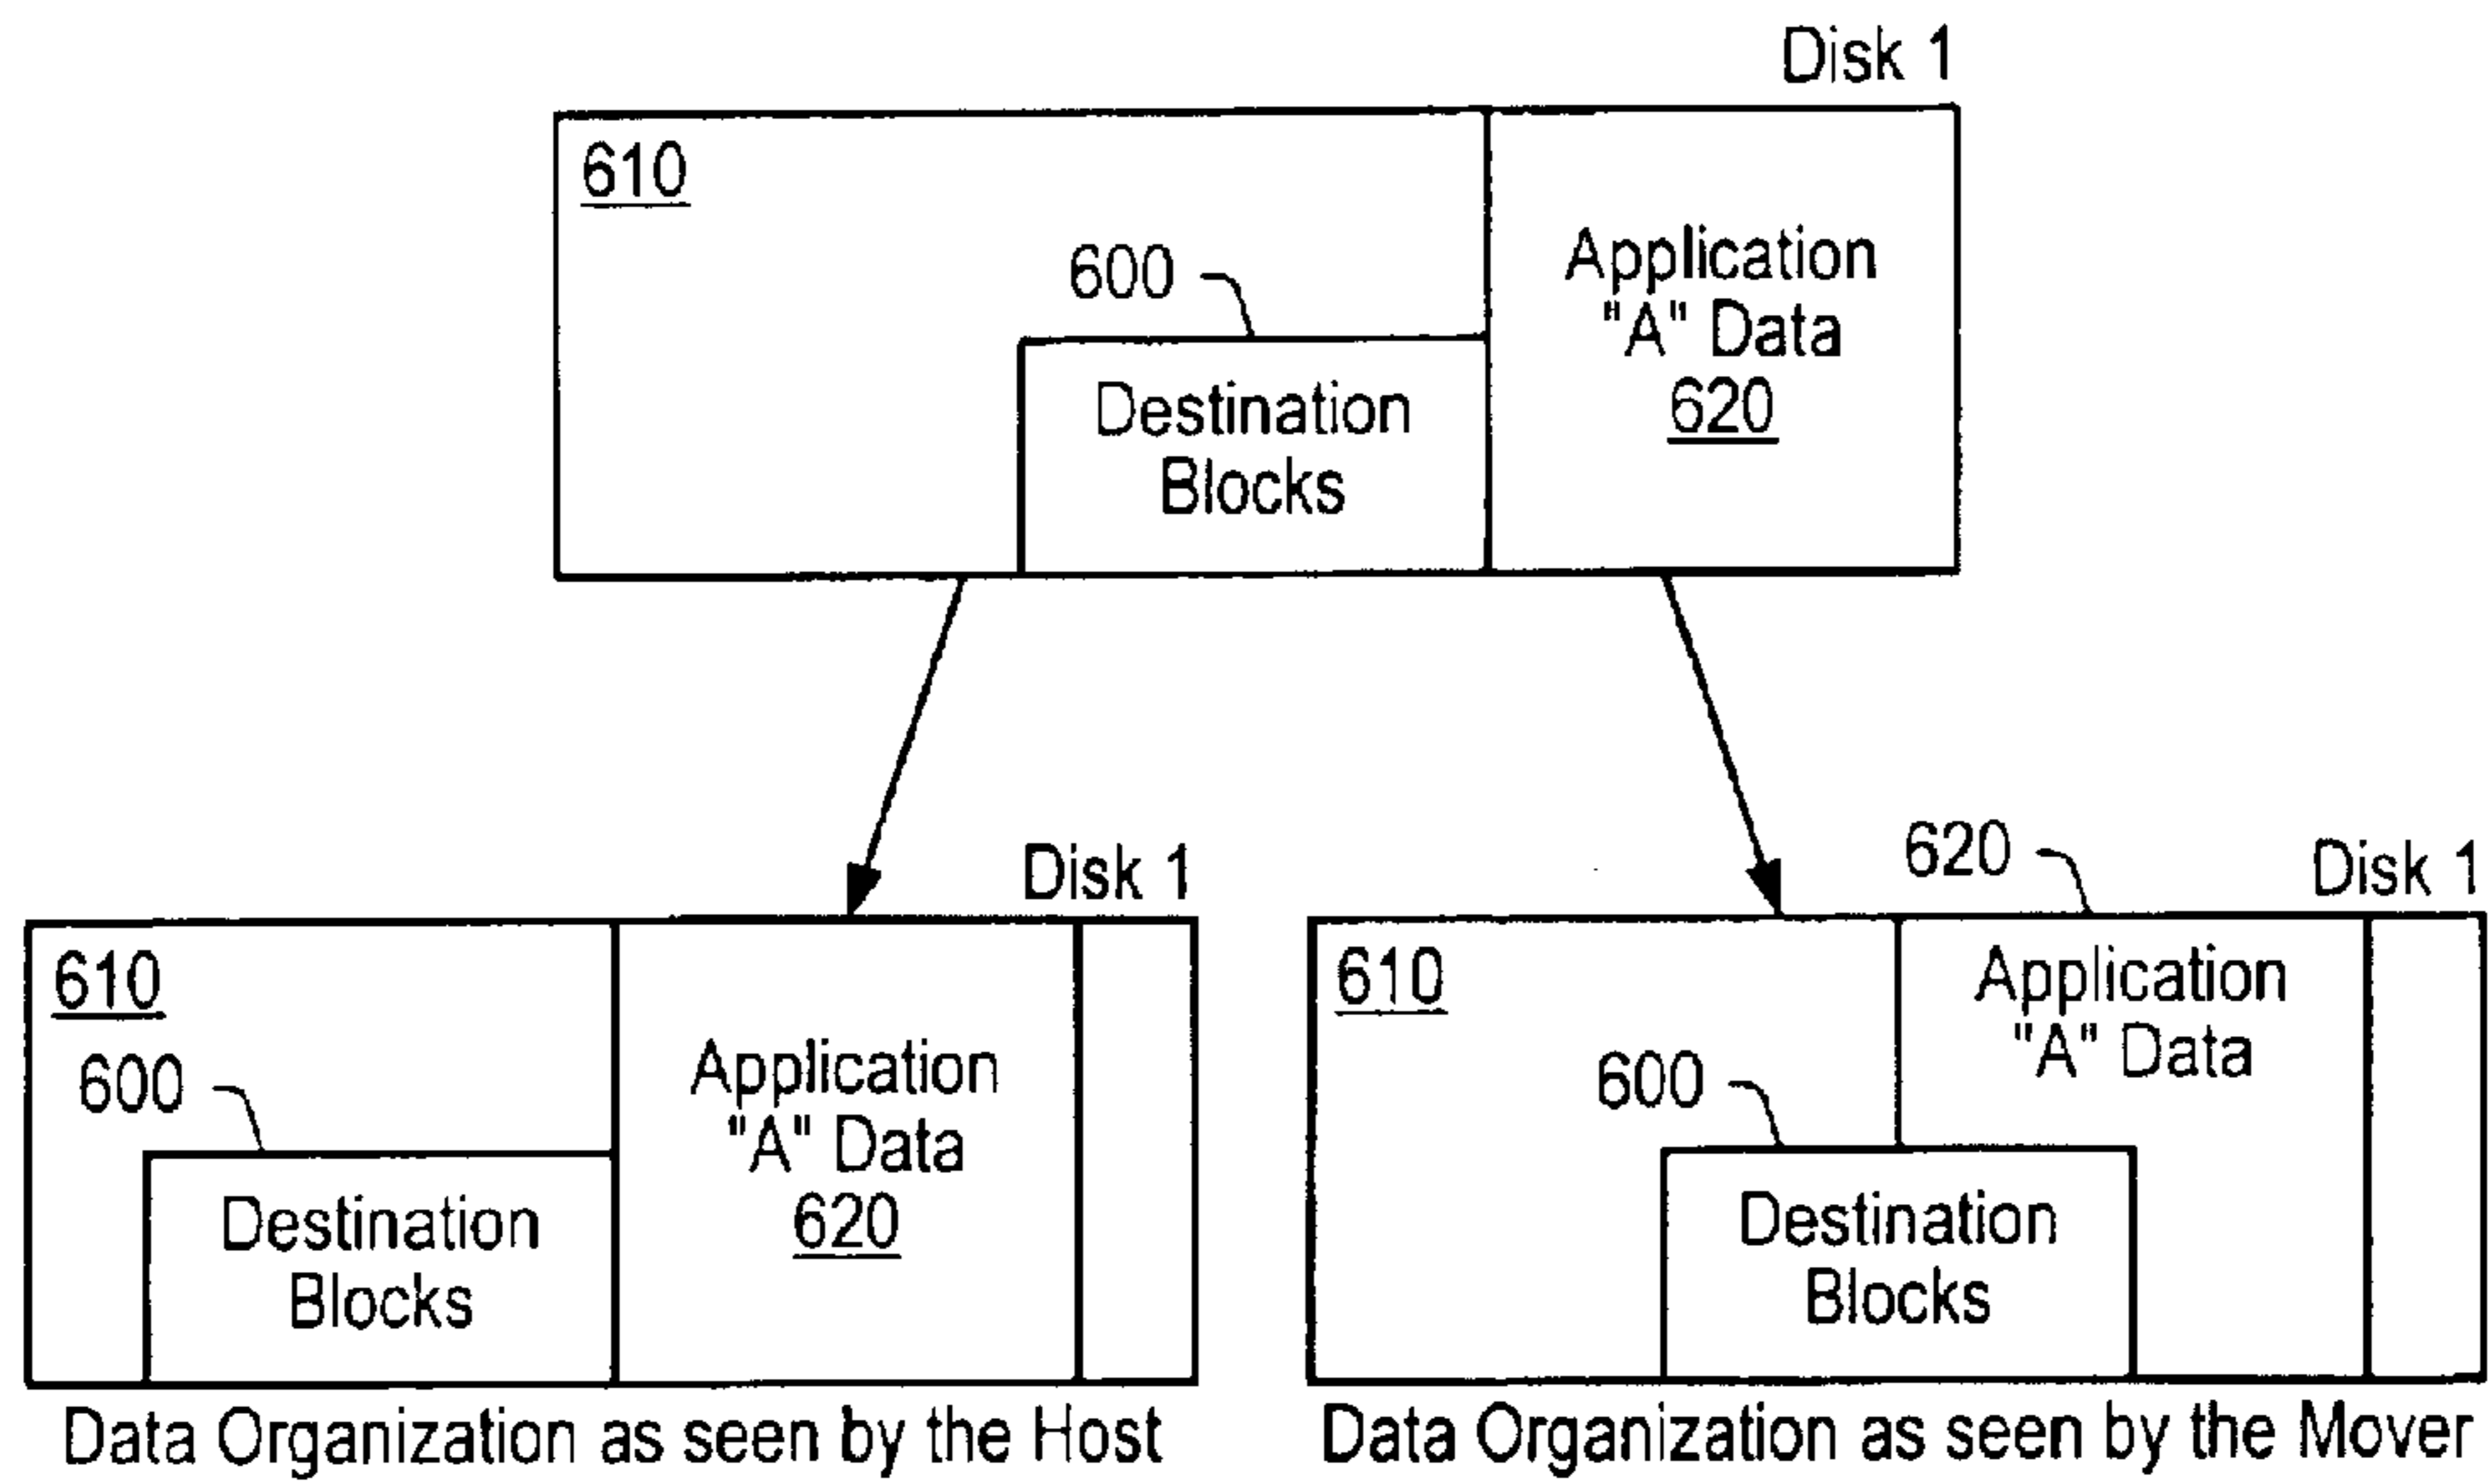 Disk 1
610
600
Application
"A" Data
620
Destination
Blocks
Disk 1
610
600
Application
"A" Data
620
Destination
Blocks
Data Organization as seen by the Host
620
Disk 1
610
Application
"A" Data
600
Destination
Blocks
Data Organization as seen by the Mover